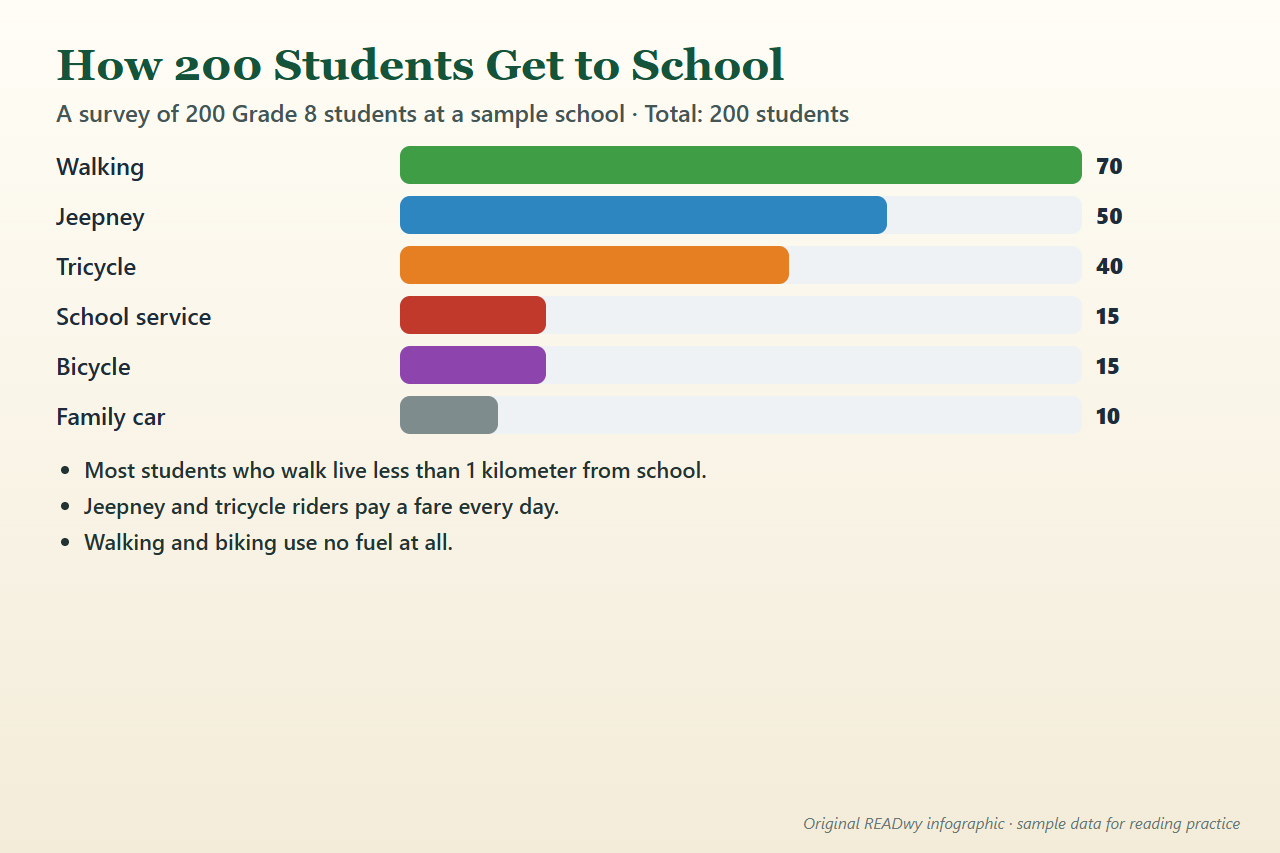 How 200 Students Get to School
A survey of 200 Grade 8 students at a sample school · Total: 200 students
Walking 70
Jeepney 50
Tricycle 40
School service 15
Bicycle 15
Family car 10
• Most students who walk live less than 1 kilometer from school.
• Jeepney and tricycle riders pay a fare every day.
• Walking and biking use no fuel at all.
Original READwy infographic · sample data for reading practice